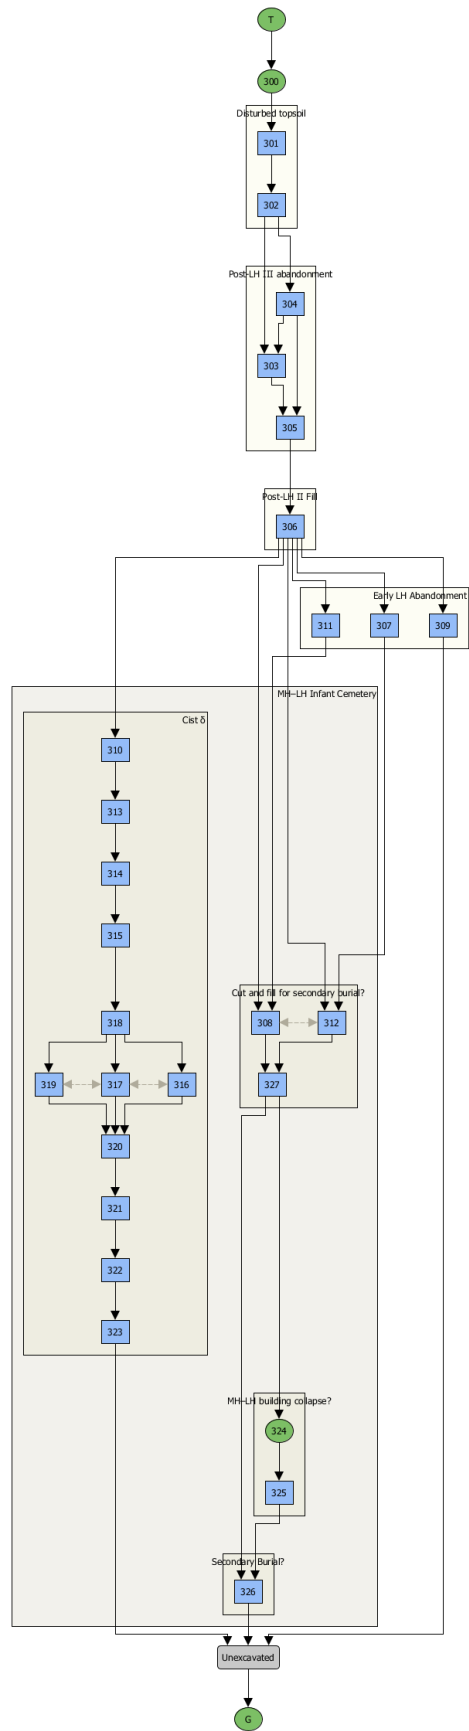 T
300
Disturbed topsoil
301
302
Post-LH III abandonment
304
303
305
Post-LH II Fill
306
Early LH Abandonment
311
307
309
MH–LH Infant Cemetery
Cist δ
310
313
314
315
Cut and fill for secondary burial?
318
308
312
319
317
316
327
320
321
322
323
MH–LH building collapse?
324
325
Secondary Burial?
326
Unexcavated
G